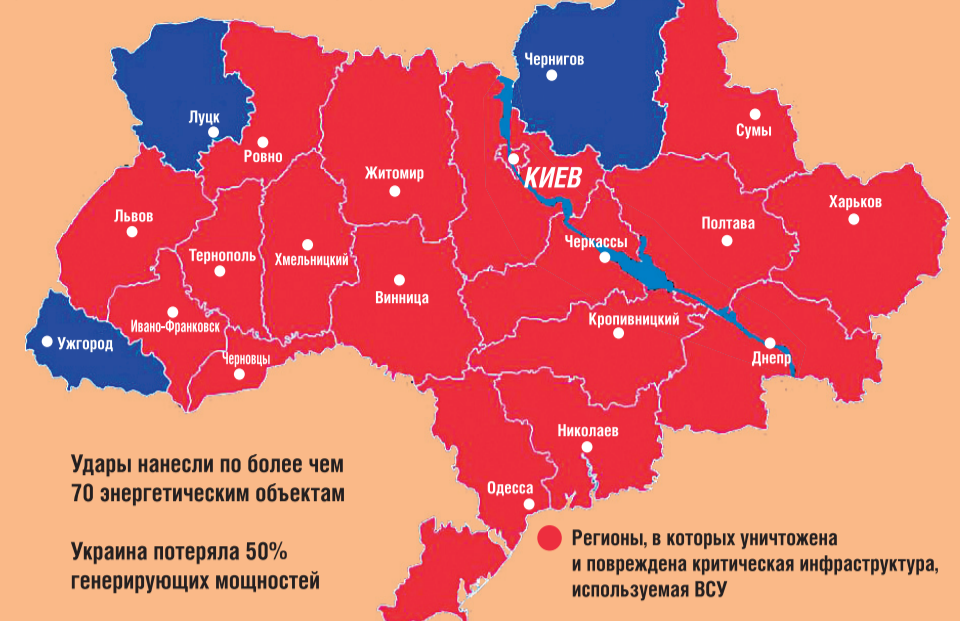 Чернигов
Луцк
Сумы
Ровно
Житомир
КИЕВ
Харьков
Львов
Полтава
Черкассы
Тернополь
Хмельницкий
Винница
Ивано-Франковск
Кропивницкий
Ужгород
Черновцы
Днепр
Николаев
Одесса
Удары нанесли по более чем
70 энергетическим объектам
Украина потеряла 50%
генерирующих мощностей
Регионы, в которых уничтожена
и повреждена критическая инфраструктура,
используемая ВСУ